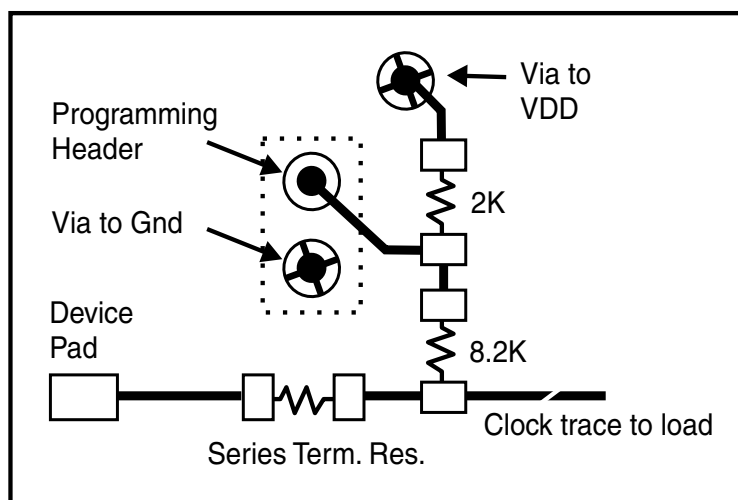 Via to
VDD
Programming
Header
2K
Via to Gnd
Device
Pad
8.2K
Clock trace to load
Series Term. Res.